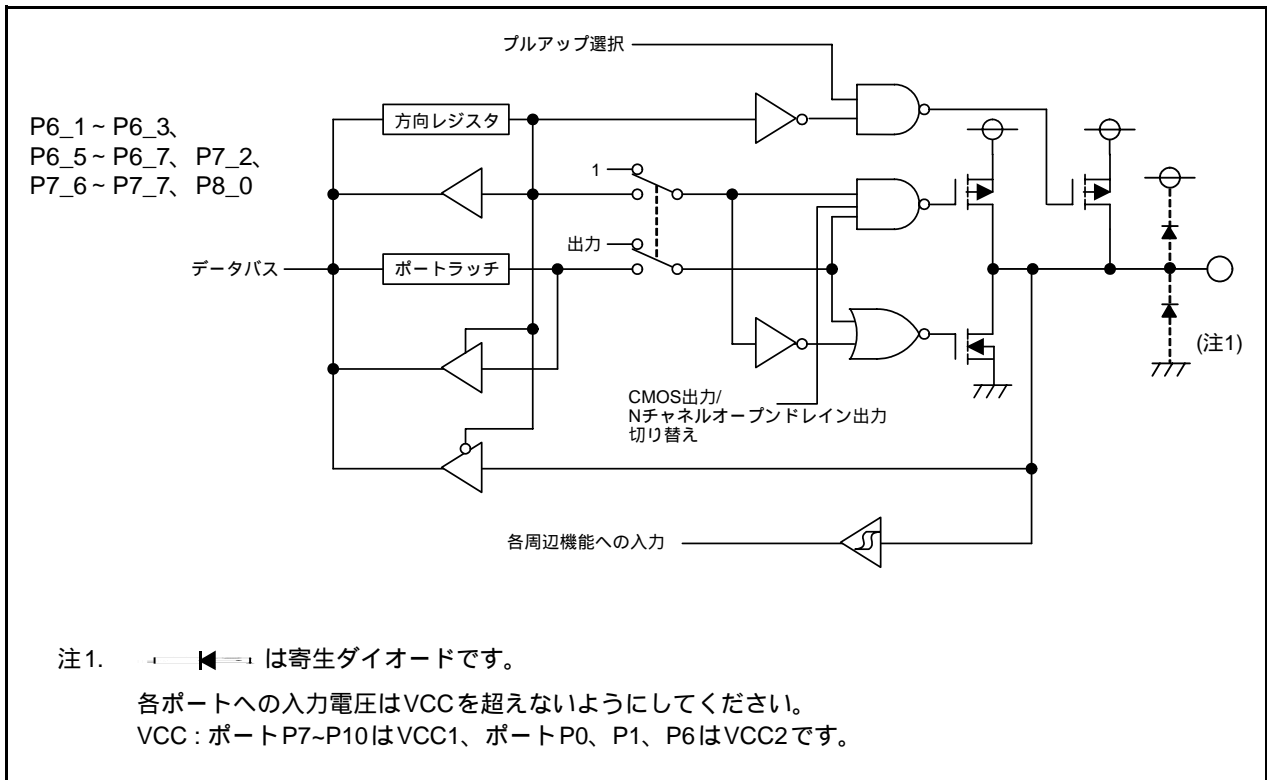 プルアップ選択
P6_1 ~ P6_3、
P6_5 ~ P6_7、 P7_2、
P7_6 ~ P7_7、 P8_0
方向レジスタ
1
出力
データバス
ポートラッチ
(注1)
CMOS出力/
Nチャネルオープンドレイン出力
切り替え
各周辺機能への入力
注1. は寄生ダイオードです。
各ポートへの入力電圧はVCCを超えないようにしてください。
VCC : ポートP7~P10はVCC1、ポートP0、P1、P6はVCC2です。